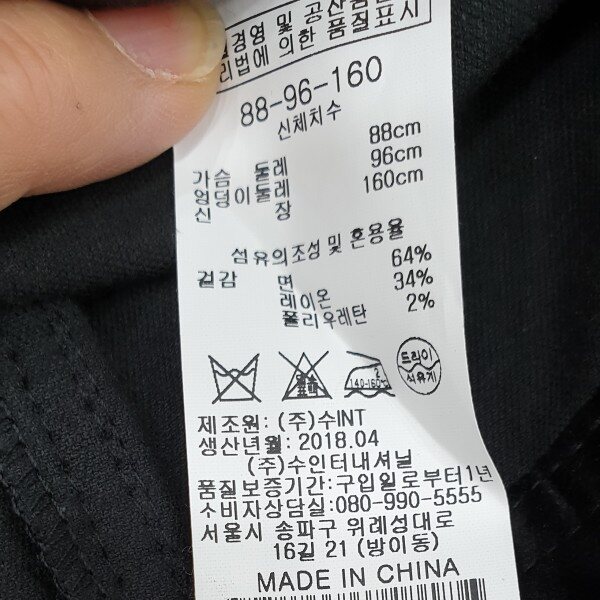 경영 및 공산품
리법에 의한 품질표시
88-96-160
신체치수
가슴 둘레 88cm
엉덩이둘레 96cm
신 장 160cm
섬유의조성 및 혼용율
겉감 면 64%
레이온 34%
폴리우레탄 2%
2
140-160℃
드라이
석유계
제조원: (주)수INT
생산년월: 2018.04
(주)수인터내셔널
품질보증기간:구입일로부터1년
소비자상담실:080-990-5555
서울시 송파구 위례성대로
16길 21 (방이동)
MADE IN CHINA